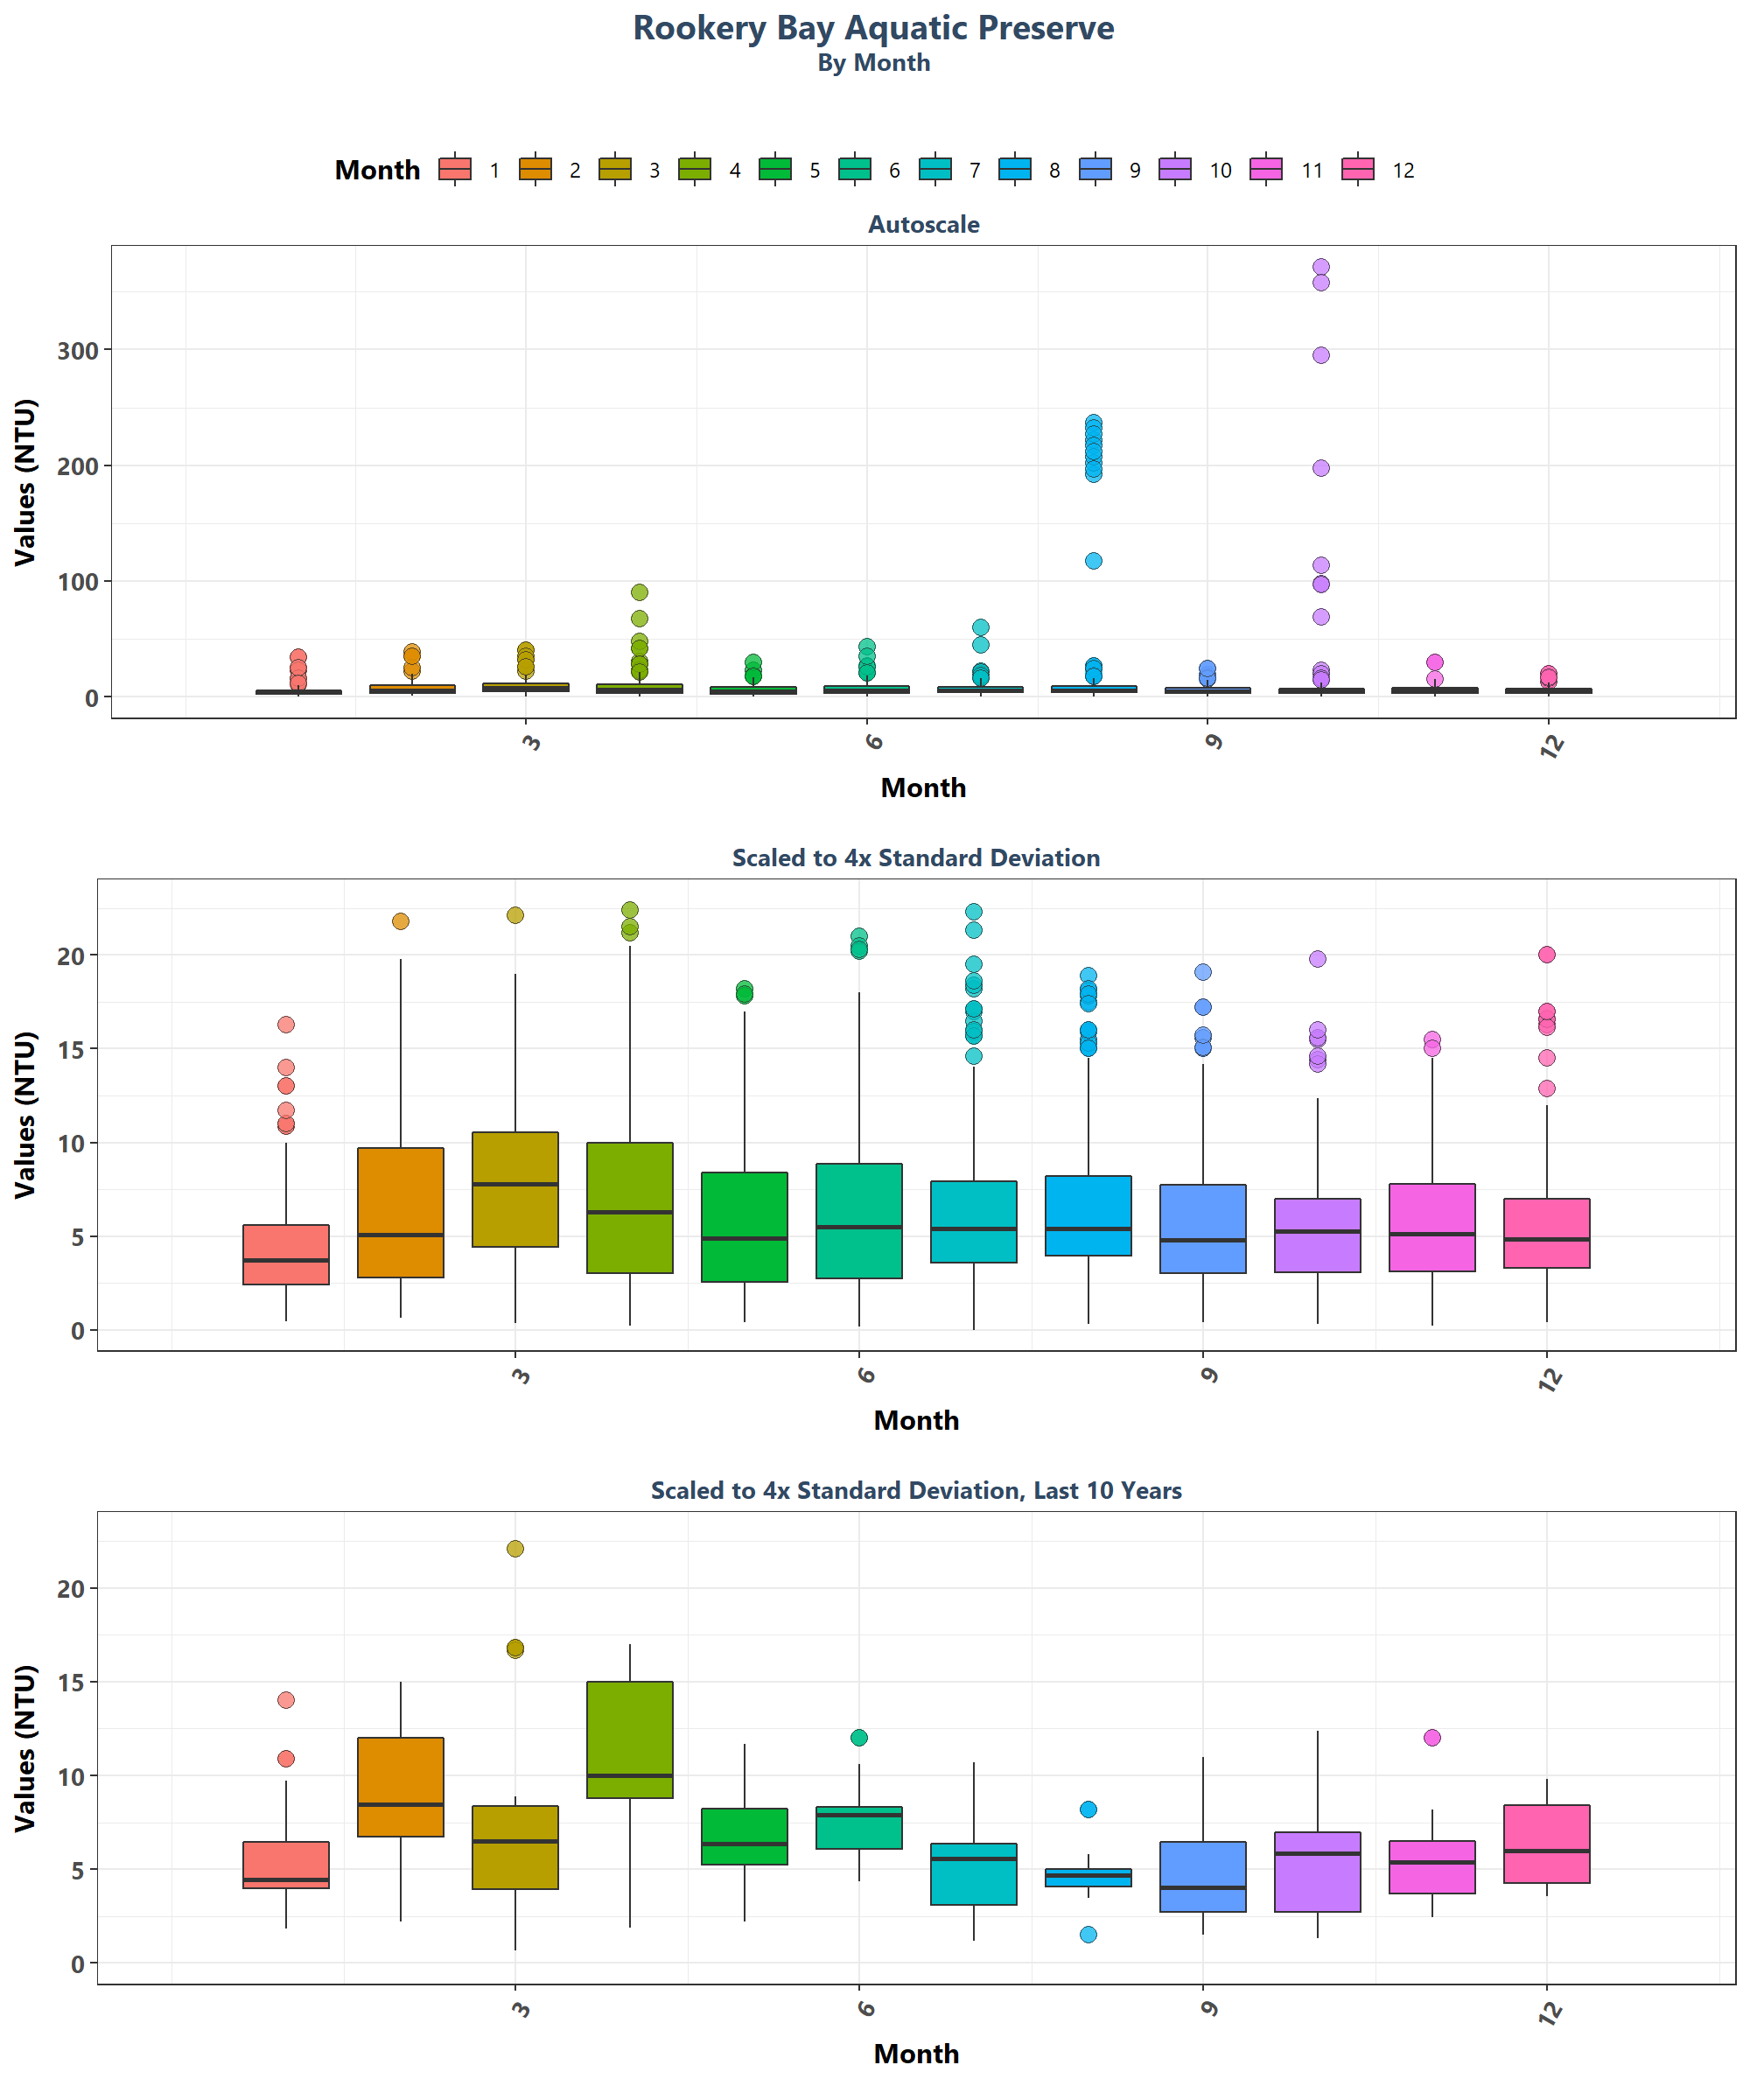 Rookery Bay Aquatic Preserve
By Month
Month 1 2 3 4 5 6 7 8 9 10 11 12
Autoscale
Values (NTU)
300
200
100
0
3 6 9 12
Month
Scaled to 4x Standard Deviation
Values (NTU)
20
15
10
5
0
3 6 9 12
Month
Scaled to 4x Standard Deviation, Last 10 Years
Values (NTU)
20
15
10
5
0
3 6 9 12
Month